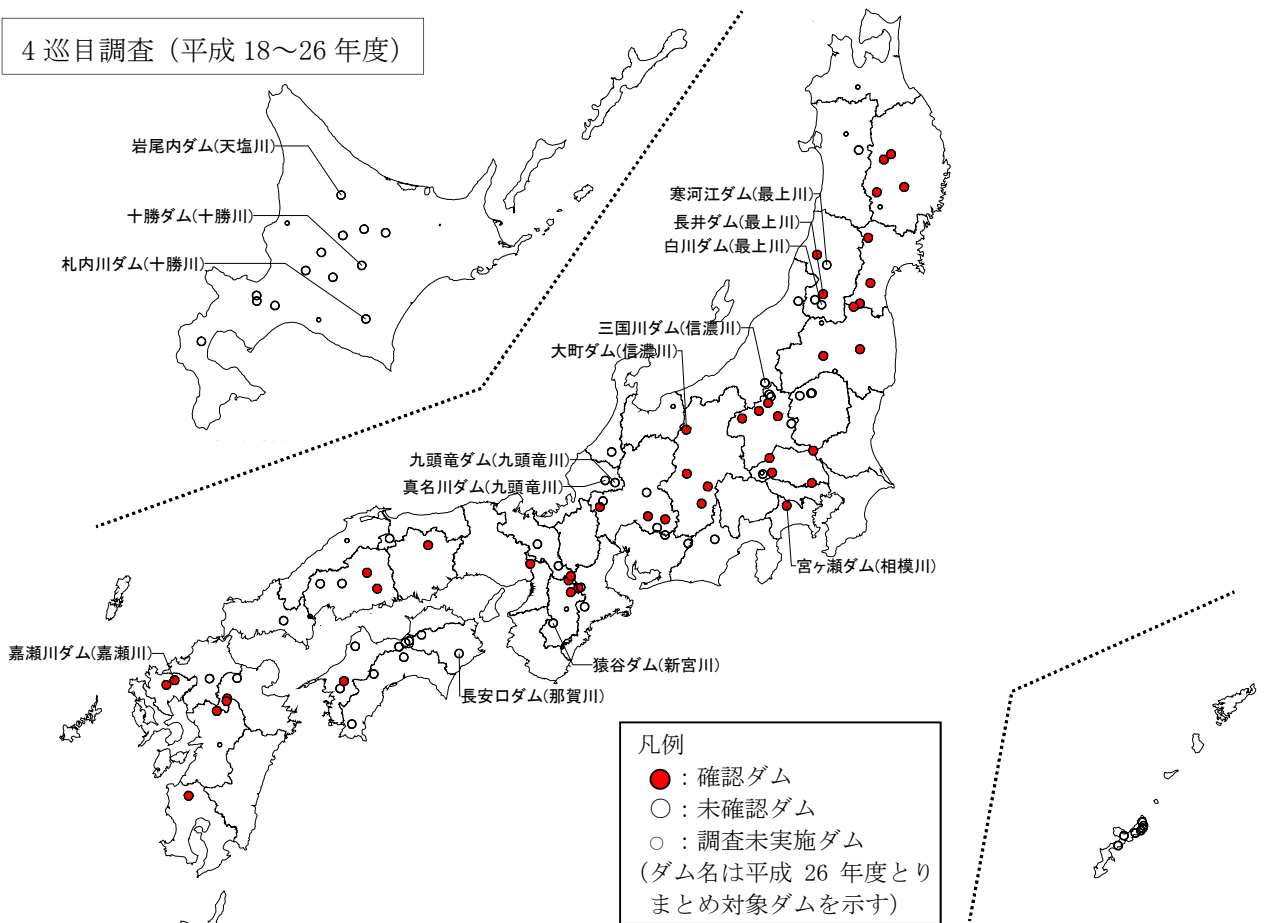 4 巡目調査（平成 18～26 年度）
岩尾内ダム(天塩川)
十勝ダム(十勝川)
札内川ダム(十勝川)
寒河江ダム(最上川)
長井ダム(最上川)
白川ダム(最上川)
三国川ダム(信濃川)
大町ダム(信濃川)
九頭竜ダム(九頭竜川)
真名川ダム(九頭竜川)
宮ヶ瀬ダム(相模川)
嘉瀬川ダム(嘉瀬川)
猿谷ダム(新宮川)
長安口ダム(那賀川)
凡例
：確認ダム
○：未確認ダム
○：調査未実施ダム
(ダム名は平成 26 年度とり
まとめ対象ダムを示す)